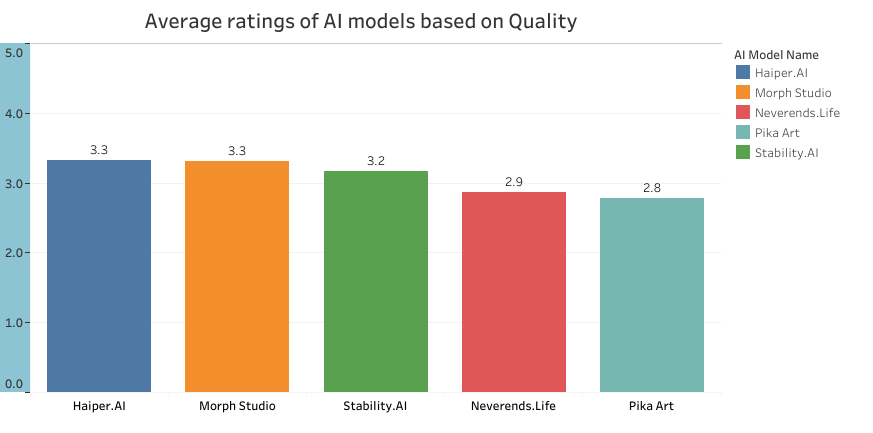 Average ratings of AI models based on Quality
5.0
4.0
3.0
2.0
1.0
0.0
3.3
3.3
3.2
2.9
2.8
Haiper.AI
Morph Studio
Stability.AI
Neverends.Life
Pika Art
AI Model Name
Haiper.AI
Morph Studio
Neverends.Life
Pika Art
Stability.AI